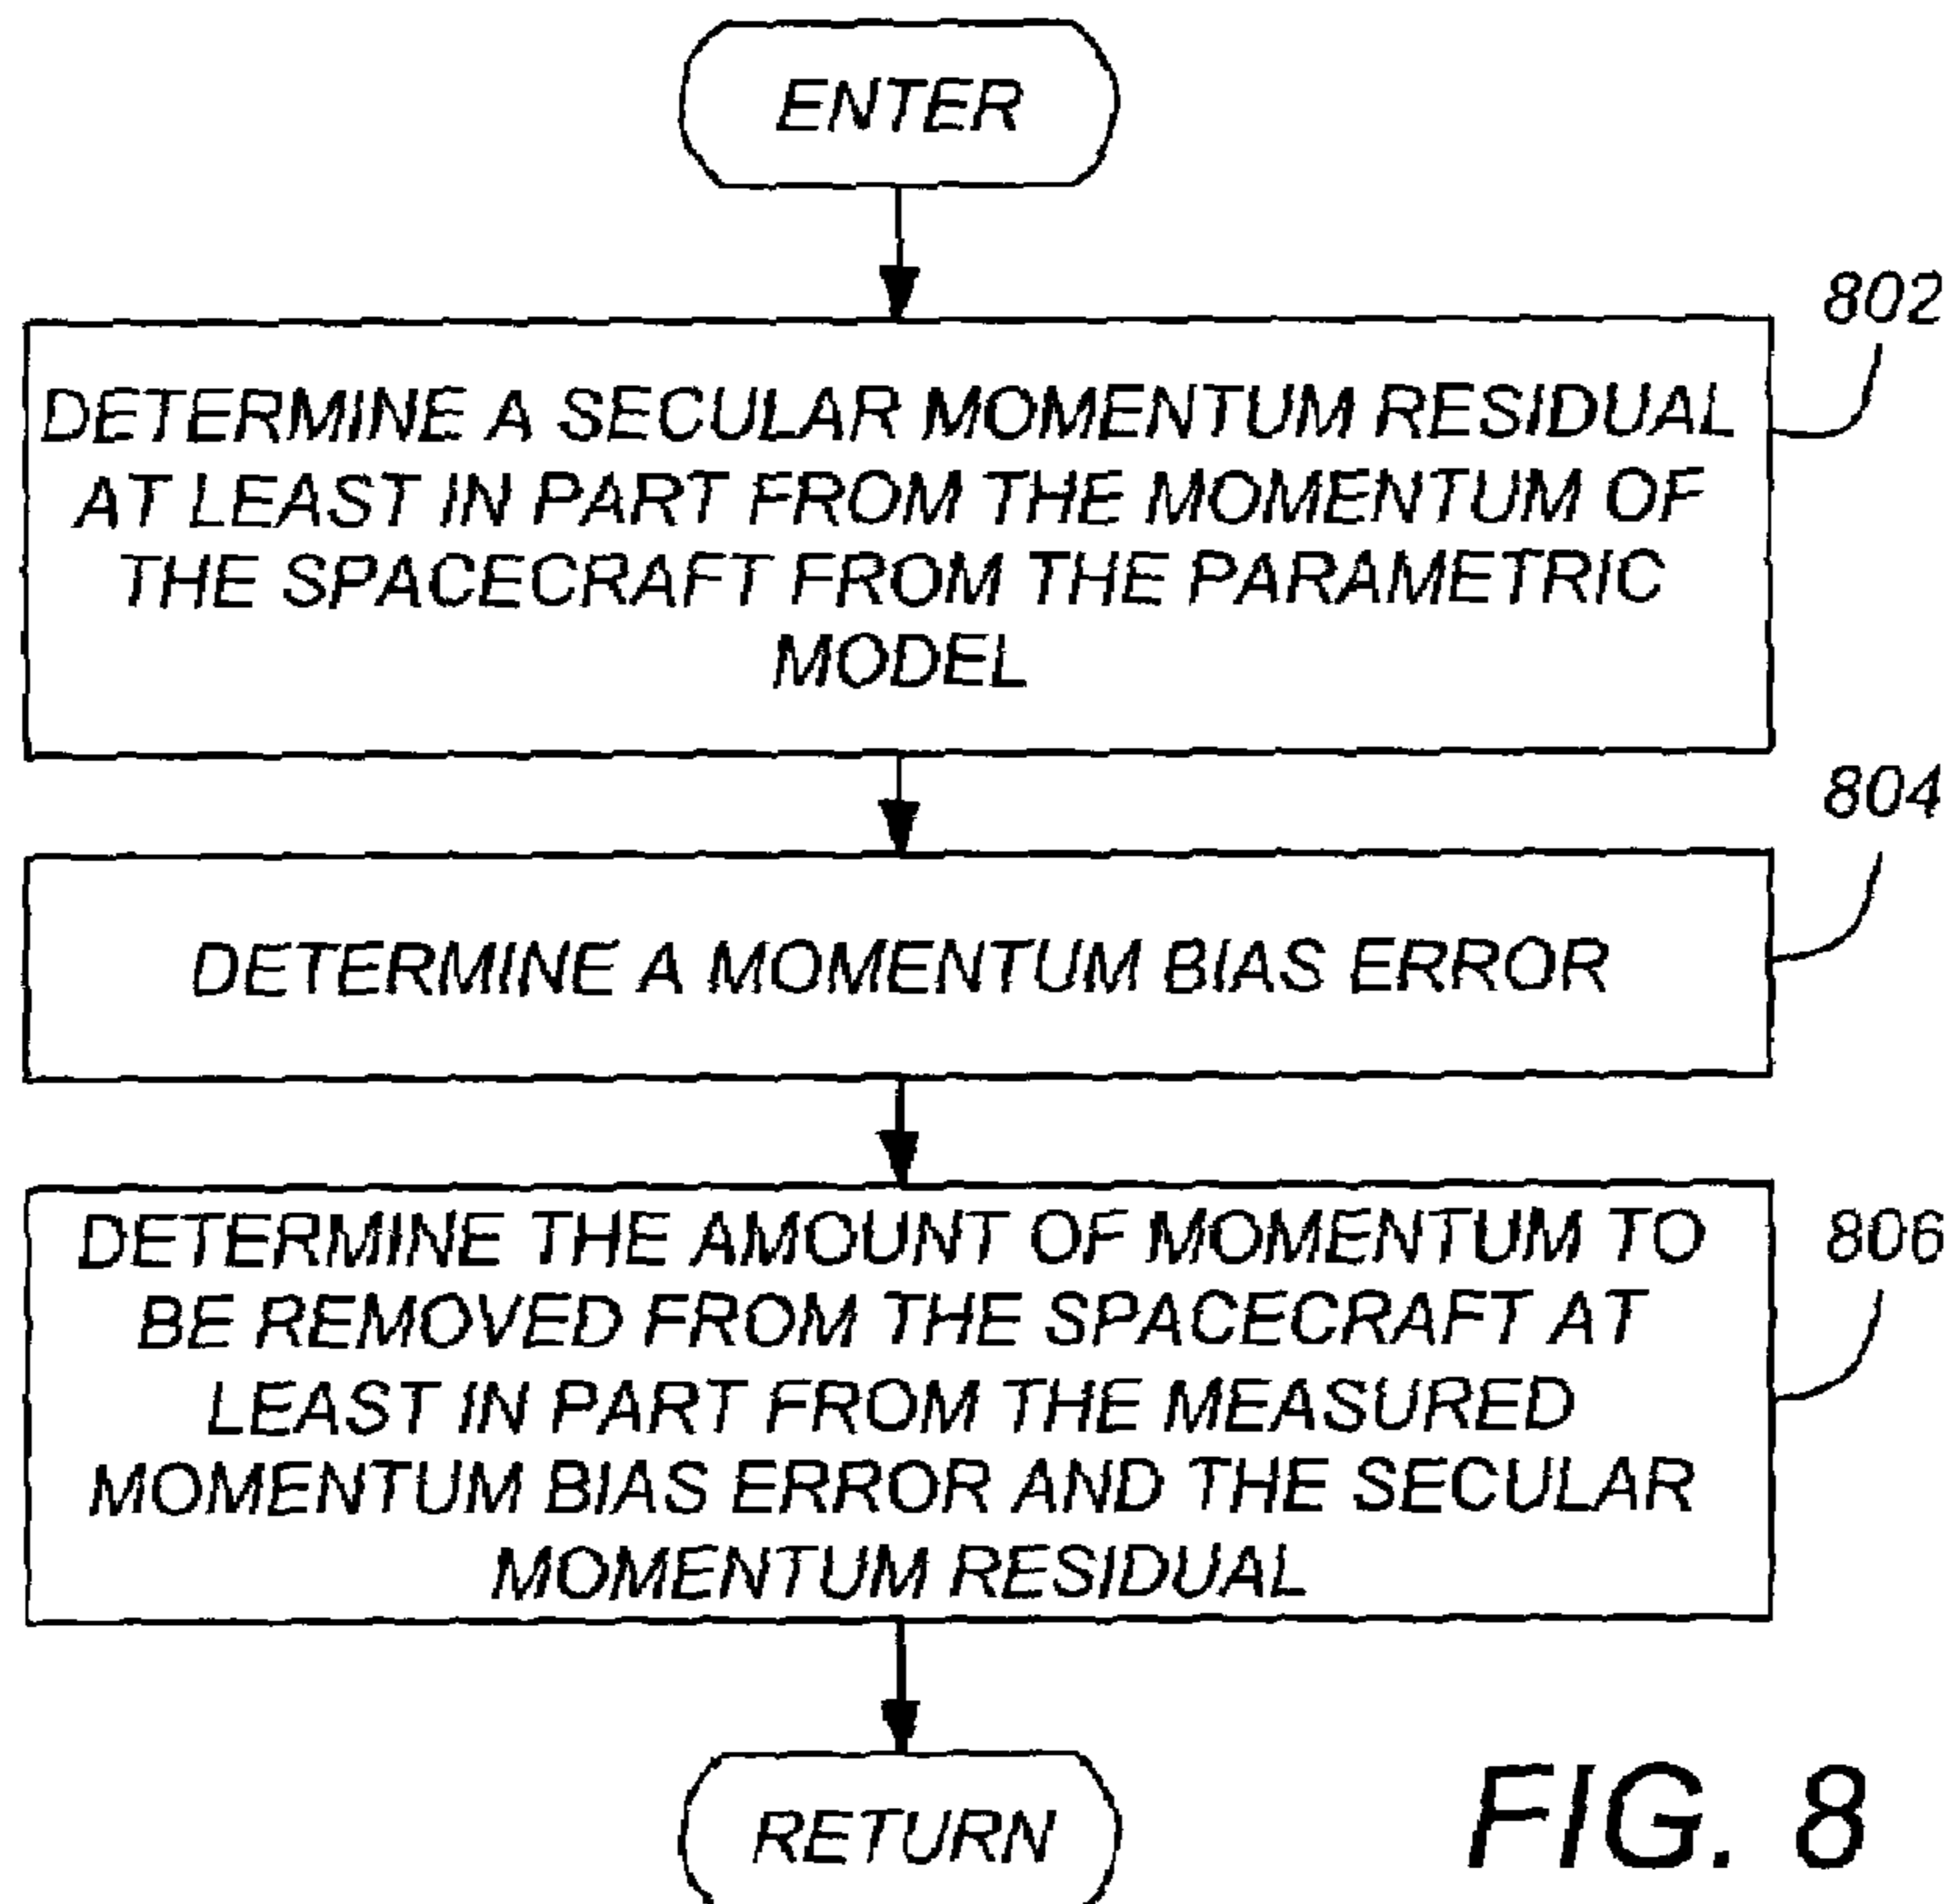 ENTER
802
DETERMINE A SECULAR MOMENTUM RESIDUAL
AT LEAST IN PART FROM THE MOMENTUM OF
THE SPACECRAFT FROM THE PARAMETRIC
MODEL
804
DETERMINE A MOMENTUM BIAS ERROR
DETERMINE THE AMOUNT OF MOMENTUM TO
806
BE REMOVED FROM THE SPACECRAFT AT
LEAST IN PART FROM THE MEASURED
MOMENTUM BIAS ERROR AND THE SECULAR
MOMENTUM RESIDUAL
RETURN
FIG. 8